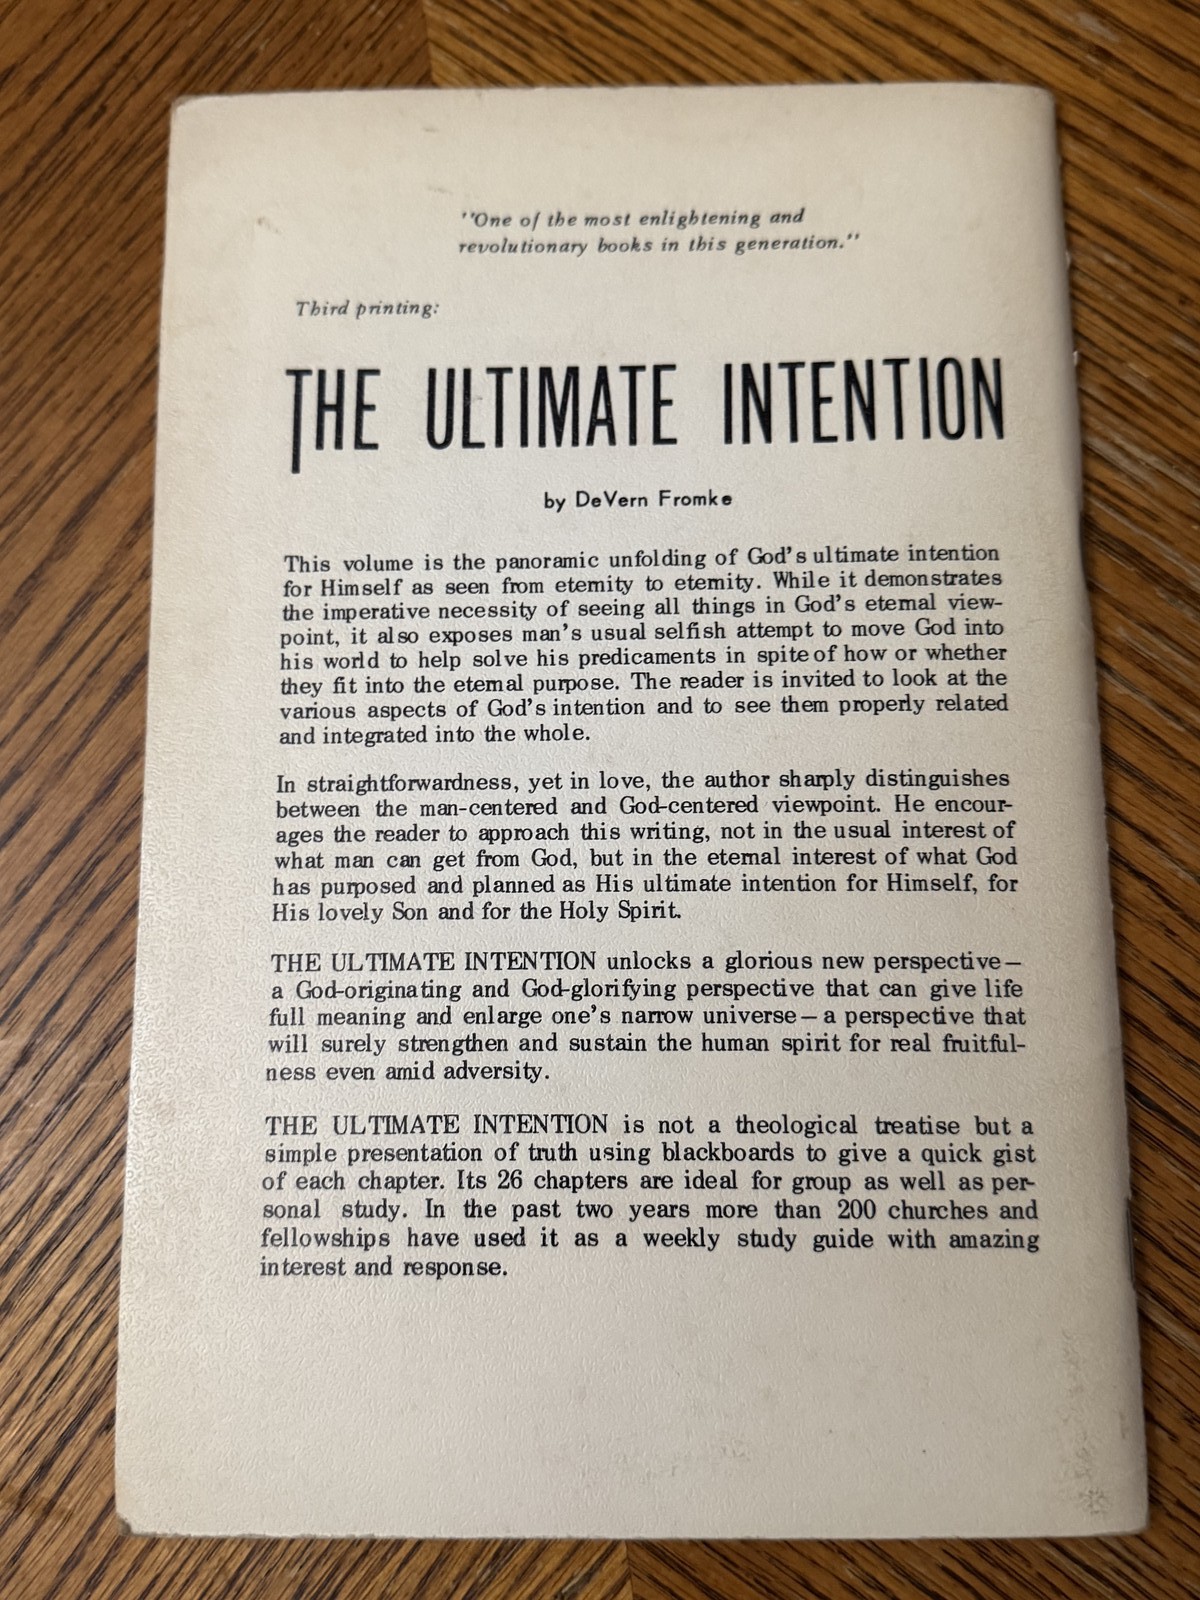 "One of the most enlightening and
revolutionary books in this generation."
Third printing:
THE ULTIMATE INTENTION
by DeVern Fromke
This volume is the panoramic unfolding of God's ultimate intention
for Himself as seen from eternity to eternity. While it demonstrates
the imperative necessity of seeing all things in God's eternal view-
point, it also exposes man's usual selfish attempt to move God into
his world to help solve his predicaments in spite of how or whether
they fit into the eternal purpose. The reader is invited to look at the
various aspects of God's intention and to see them properly related
and integrated into the whole.
In straightforwardness, yet in love, the author sharply distinguishes
between the man-centered and God-centered viewpoint. He encour-
ages the reader to approach this writing, not in the usual interest of
what man can get from God, but in the eternal interest of what God
has purposed and planned as His ultimate intention for Himself, for
His lovely Son and for the Holy Spirit.
THE ULTIMATE INTENTION unlocks a glorious new perspective—
a God-originating and God-glorifying perspective that can give life
full meaning and enlarge one's narrow universe—a perspective that
will surely strengthen and sustain the human spirit for real fruitful-
ness even amid adversity.
THE ULTIMATE INTENTION is not a theological treatise but a
simple presentation of truth using blackboards to give a quick gist
of each chapter. Its 26 chapters are ideal for group as well as per-
sonal study. In the past two years more than 200 churches and
fellowships have used it as a weekly study guide with amazing
interest and response.